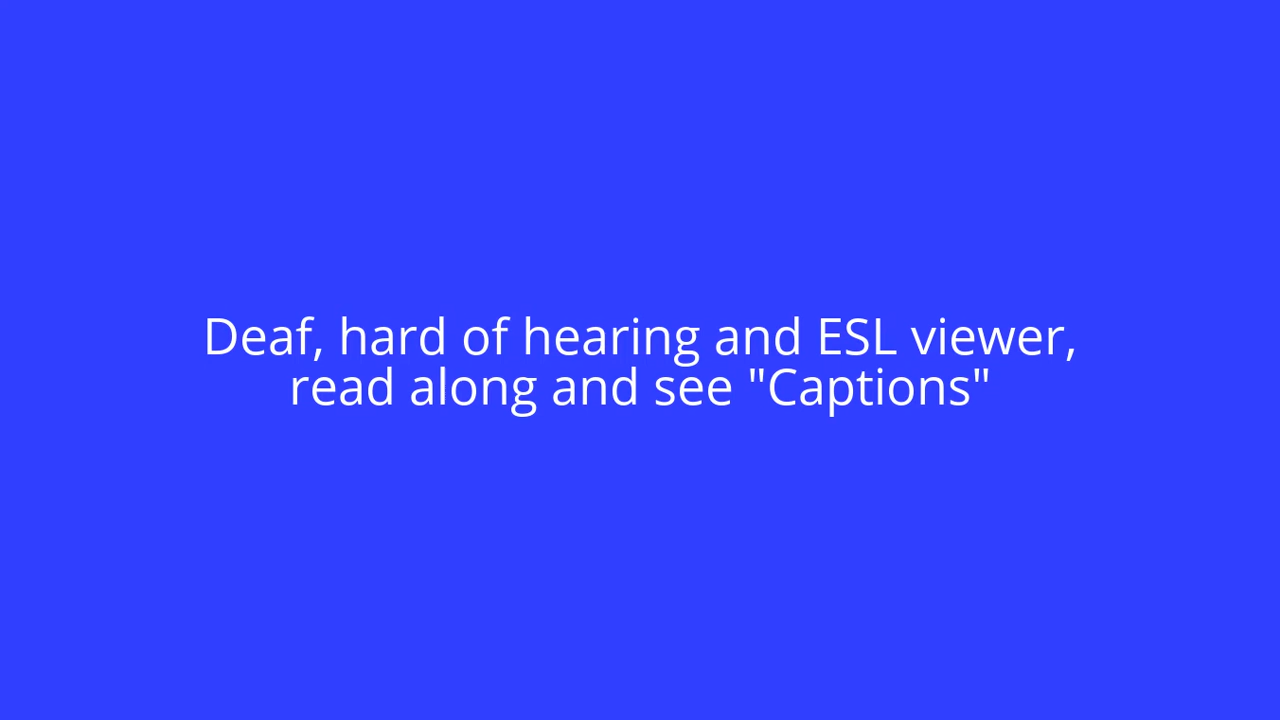 Deaf, hard of hearing and ESL viewer,
read along and see "Captions"